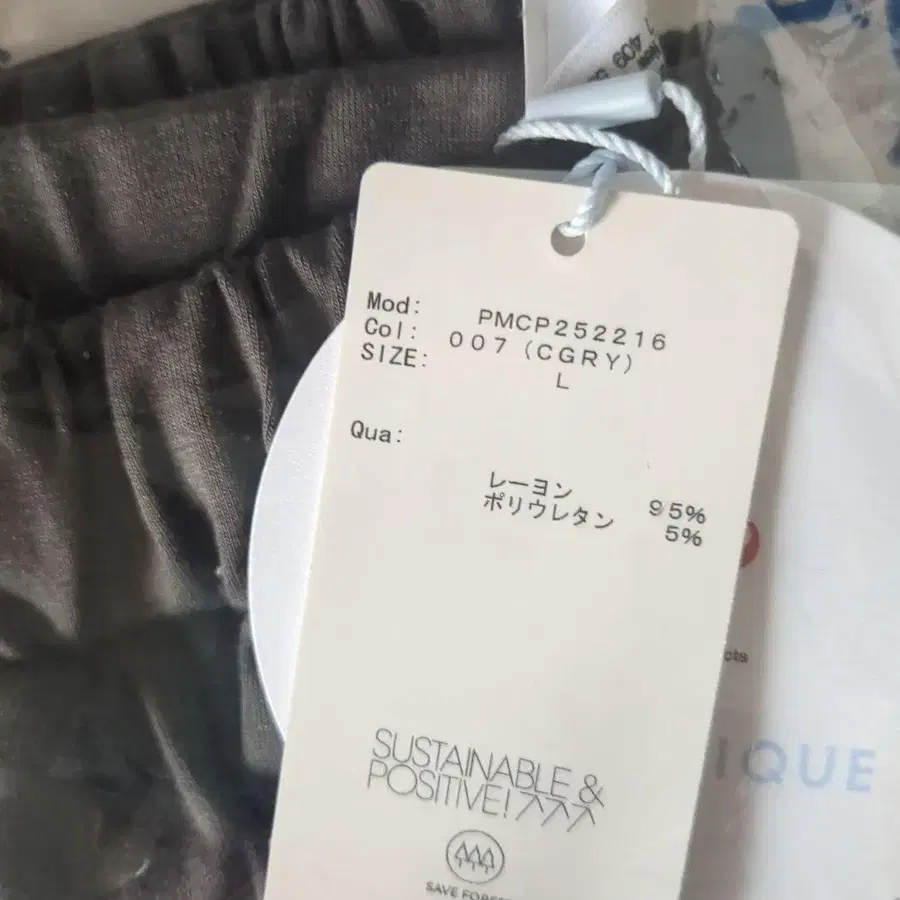 409
Mod: PMCP252216
Col: 007 (CGRY)
SIZE: L
Qua:
レーヨン 95%
ポリウレタン 5%
SUSTAINABLE &
POSITIVE!
SAVE
IQUE